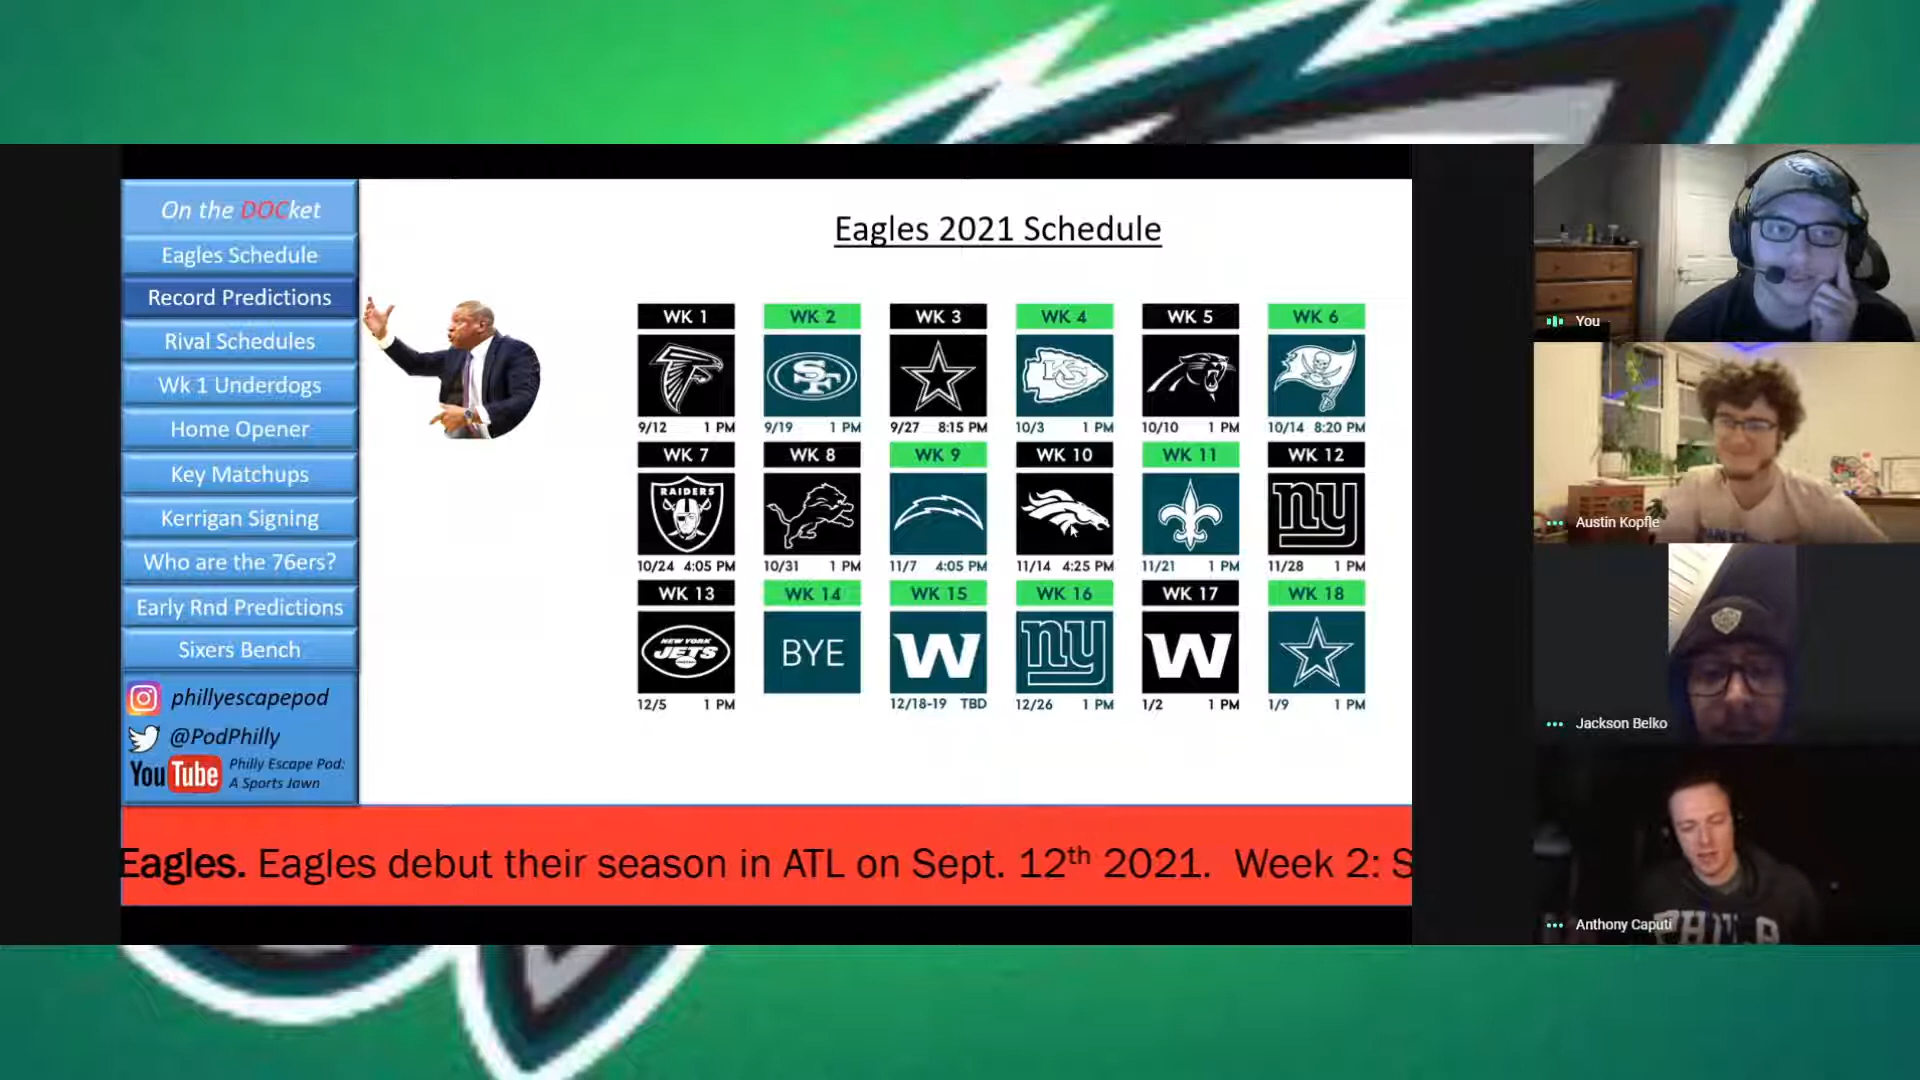 On the DOCket
Eagles Schedule
Record Predictions
Rival Schedules
Wk 1 Underdogs
Home Opener
Key Matchups
Kerrigan Signing
Who are the 76ers?
Early Rnd Predictions
Sixers Bench
phillyescapepod
@PodPhilly
YouTube
Philly Escape Pod:
A Sports Jawn
Eagles 2021 Schedule
WK 1 WK 2 WK 3 WK 4 WK 5 WK 6
SF KC
9/12 1 PM 9/19 1 PM 9/27 8:15 PM 10/3 1 PM 10/10 1 PM 10/14 8:20 PM
WK 7 WK 8 WK 9 WK 10 WK 11 WK 12
RAIDERS ny
10/24 4:05 PM 10/31 1 PM 11/7 4:05 PM 11/14 4:25 PM 11/21 1 PM 11/28 1 PM
WK 13 WK 14 WK 15 WK 16 WK 17 WK 18
NEW YORK JETS BYE W ny W
12/5 1 PM 12/18-19 TBD 12/26 1 PM 1/2 1 PM 1/9 1 PM
Eagles. Eagles debut their season in ATL on Sept. 12th 2021. Week 2: S
You
Austin Kopfle
Jackson Belko
Anthony Caputi